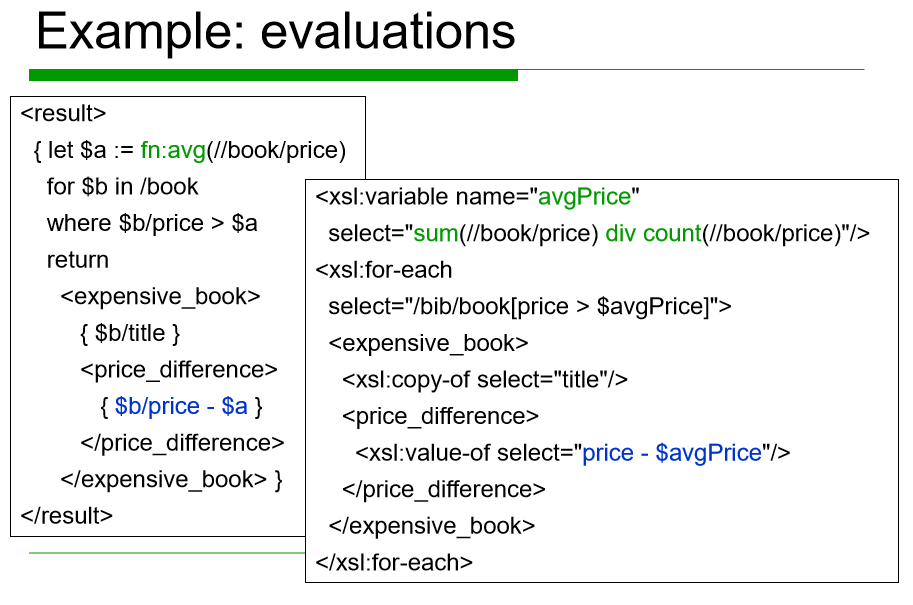 Example: evaluations
<result>
{ let $a := fn:avg(//book/price)
for $b in /book
where $b/price > $a
return
<expensive_book>
{ $b/title }
<price_difference>
{ $b/price - $a }
</price_difference>
</expensive_book> }
</result>
<xsl:variable name="avgPrice"
select="sum(//book/price) div count(//book/price)"/>
<xsl:for-each
select="/bib/book[price > $avgPrice]">
<expensive_book>
<xsl:copy-of select="title"/>
<price_difference>
<xsl:value-of select="price - $avgPrice"/>
</price_difference>
</expensive_book>
</xsl:for-each>